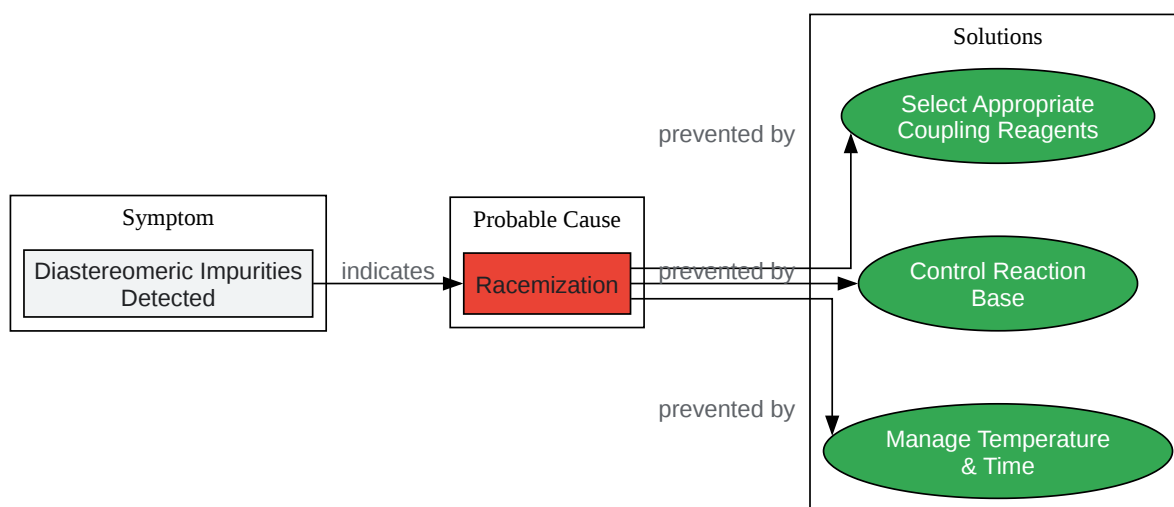 Symptom
Diastereomeric Impurities
Detected
indicates
Probable Cause
Racemization
prevented by
prevented by
prevented by
Solutions
Select Appropriate
Coupling Reagents
Control Reaction
Base
Manage Temperature
& Time